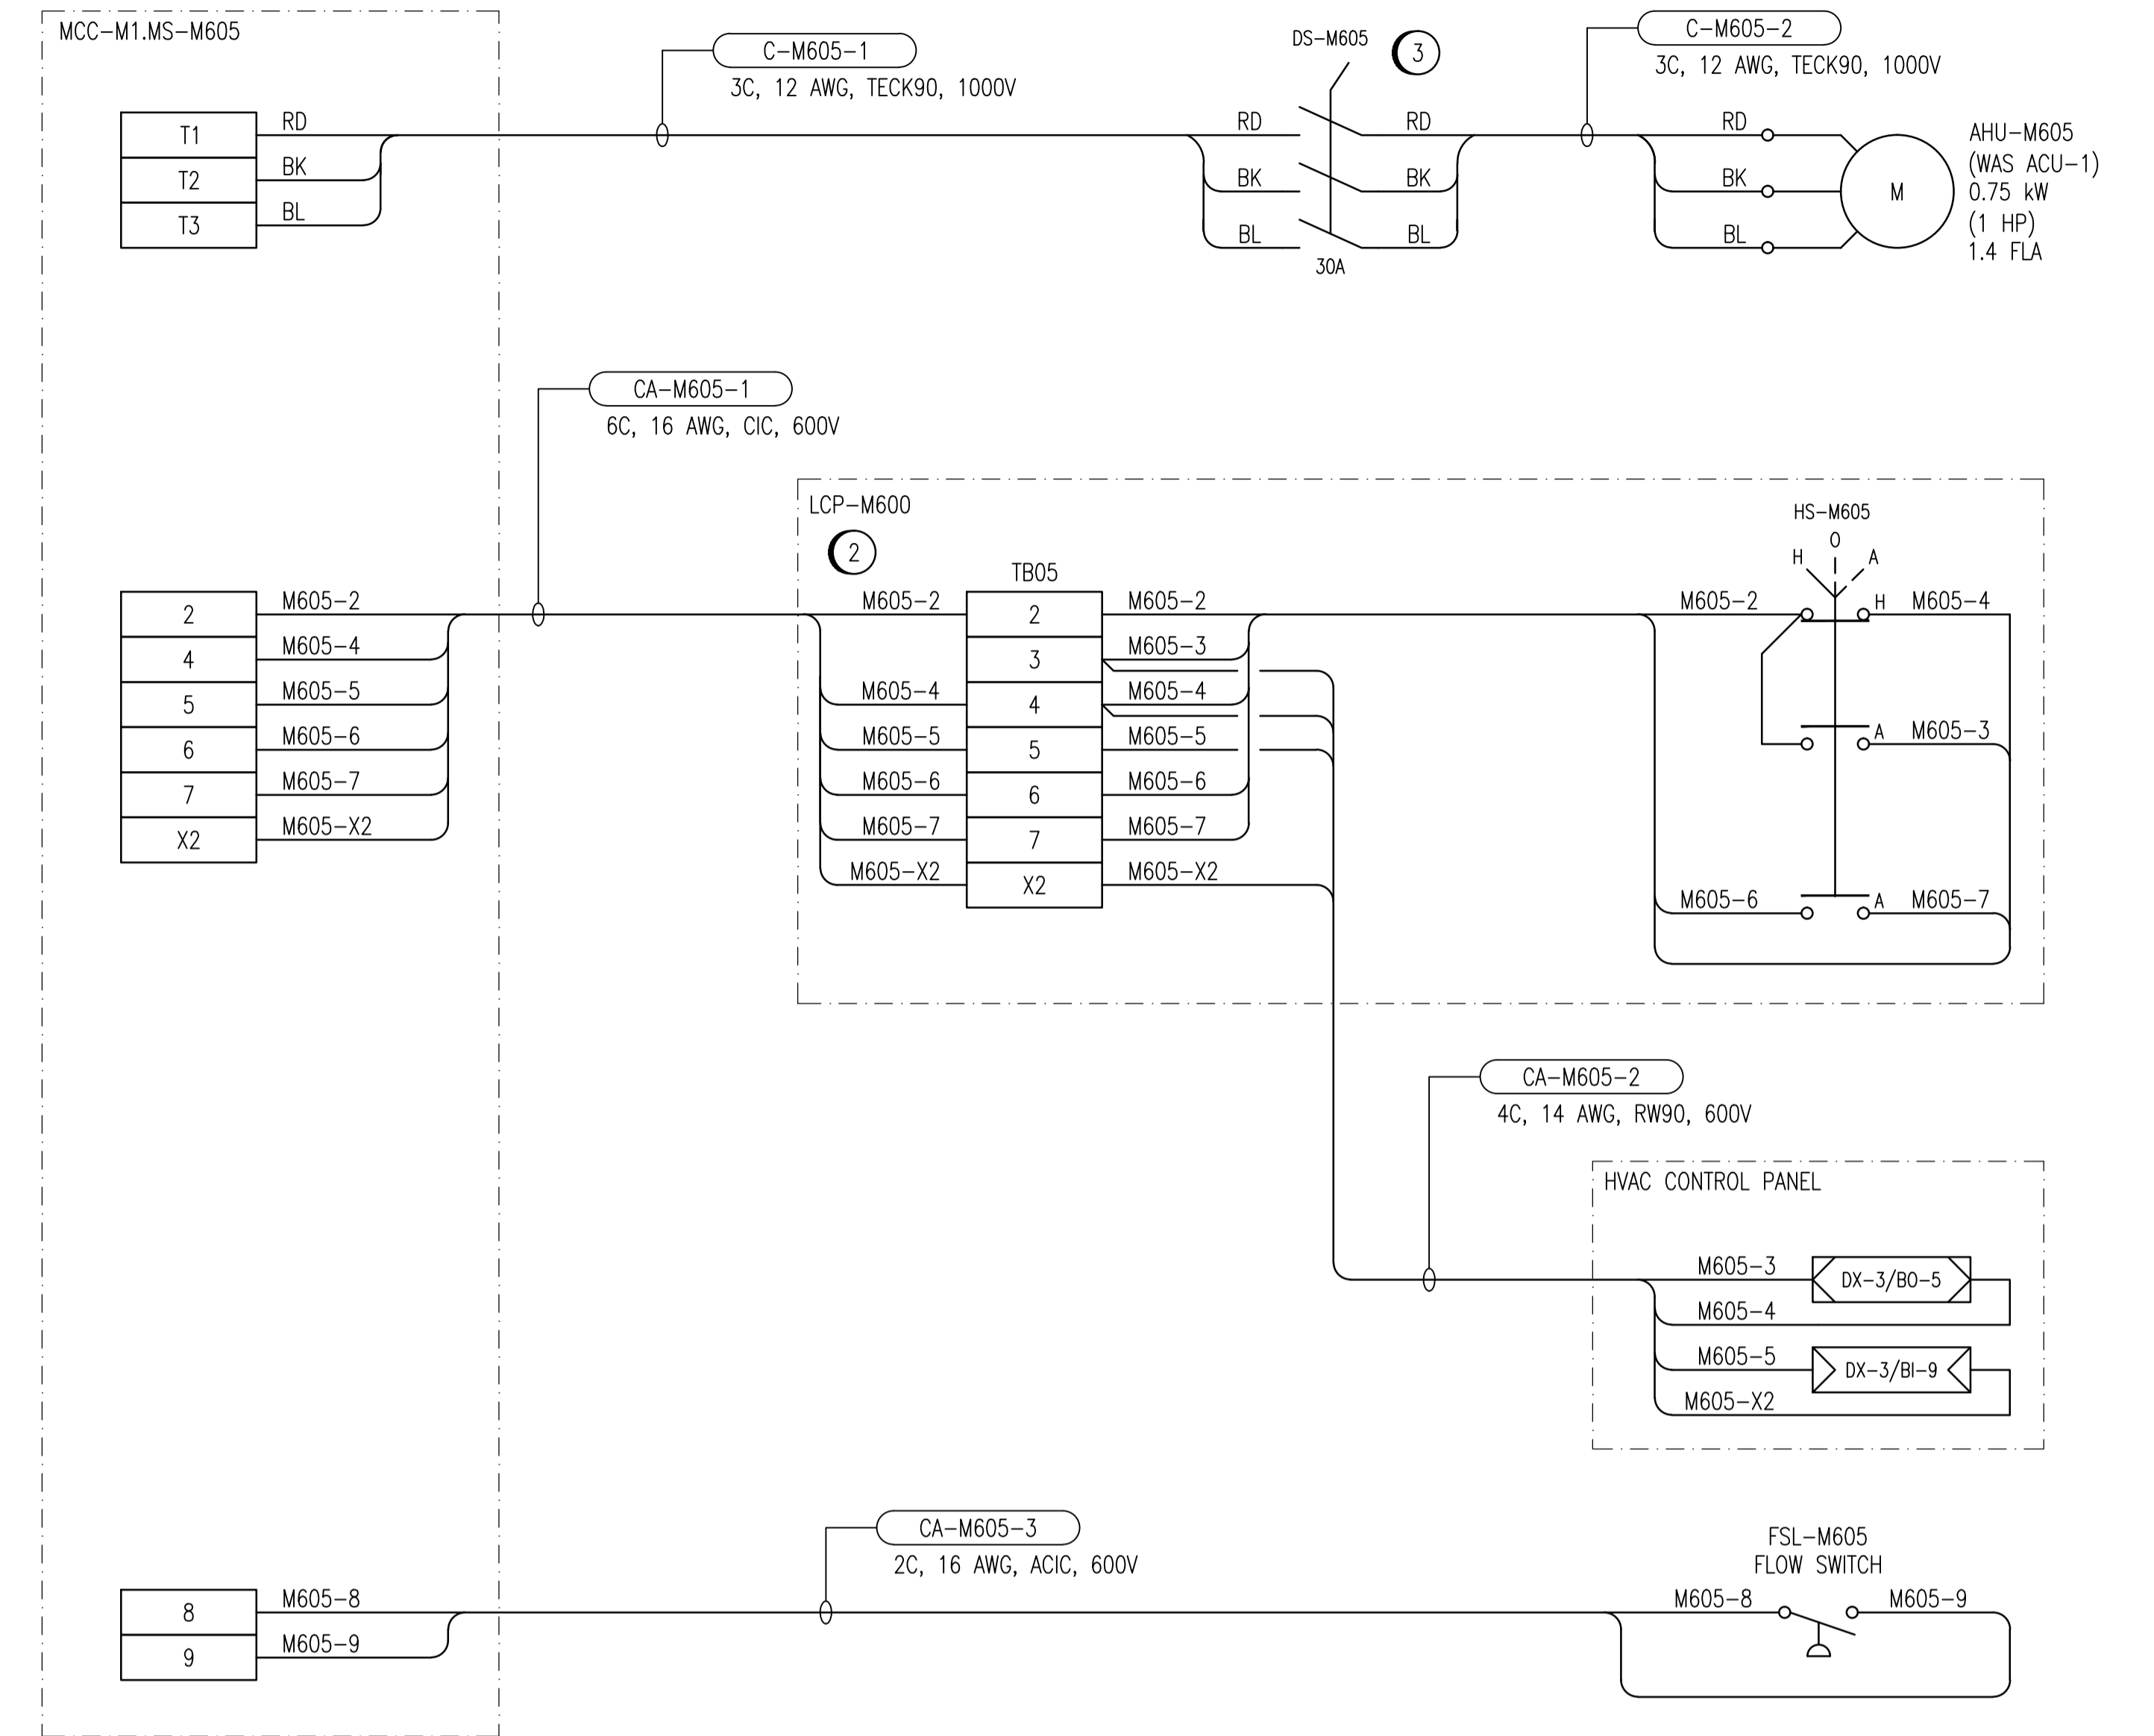 MCC-M1.MS-M605
C-M605-1
3C, 12 AWG, TECK90, 1000V
DS-M605
3
C-M605-2
3C, 12 AWG, TECK90, 1000V
T1
RD
T2
BK
T3
BL
RD
BK
BL
RD
BK
BL
30A
RD
BK
BL
M
AHU-M605
(WAS ACU-1)
0.75 kW
(1 HP)
1.4 FLA
CA-M605-1
6C, 16 AWG, CIC, 600V
LCP-M600
2
TB05
HS-M605
H
O
A
2
M605-2
4
M605-4
5
M605-5
6
M605-6
7
M605-7
X2
M605-X2
M605-2
2
M605-2
3
M605-3
M605-4
4
M605-4
M605-5
5
M605-5
M605-6
6
M605-6
M605-7
7
M605-7
M605-X2
X2
M605-X2
M605-2
H
M605-4
A
M605-3
M605-6
A
M605-7
CA-M605-2
4C, 14 AWG, RW90, 600V
HVAC CONTROL PANEL
M605-3
DX-3/BO-5
M605-4
M605-5
DX-3/BI-9
M605-X2
CA-M605-3
2C, 16 AWG, ACIC, 600V
FSL-M605
FLOW SWITCH
8
M605-8
9
M605-9
M605-8
M605-9